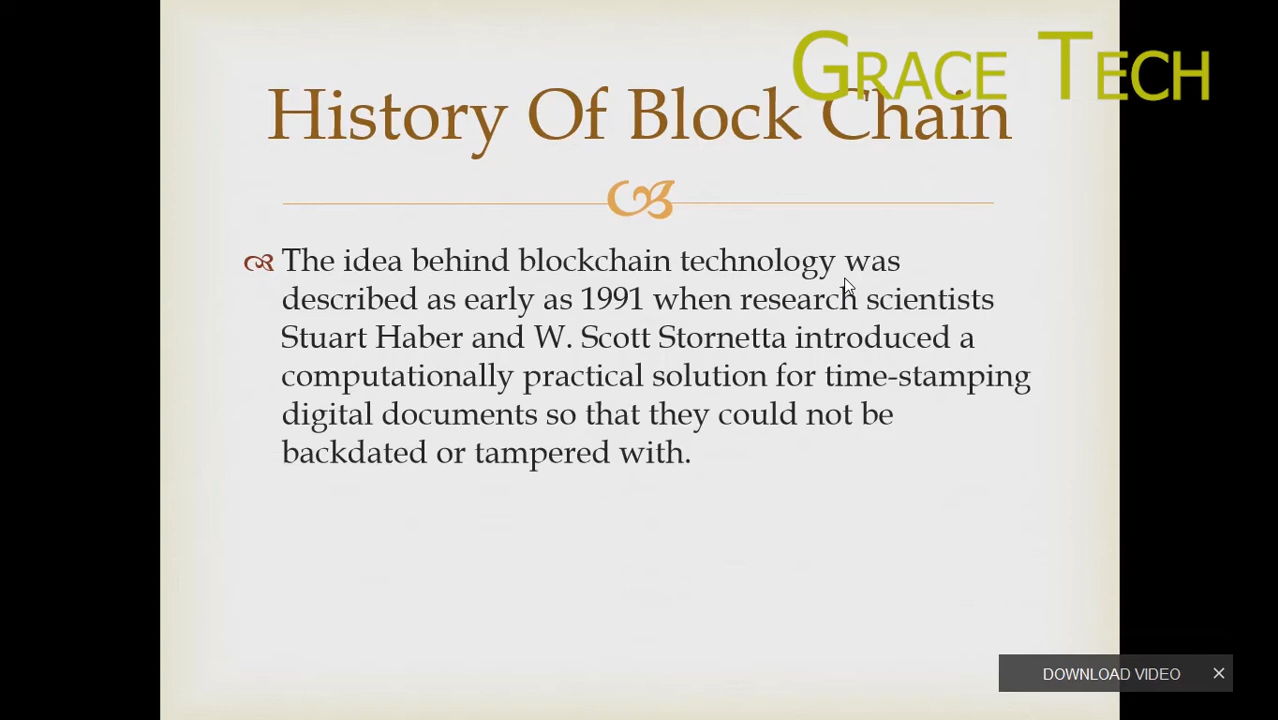 GRACE TECH
History Of Block Chain
The idea behind blockchain technology was
described as early as 1991 when research scientists
Stuart Haber and W. Scott Stornetta introduced a
computationally practical solution for time-stamping
digital documents so that they could not be
backdated or tampered with.
DOWNLOAD VIDEO